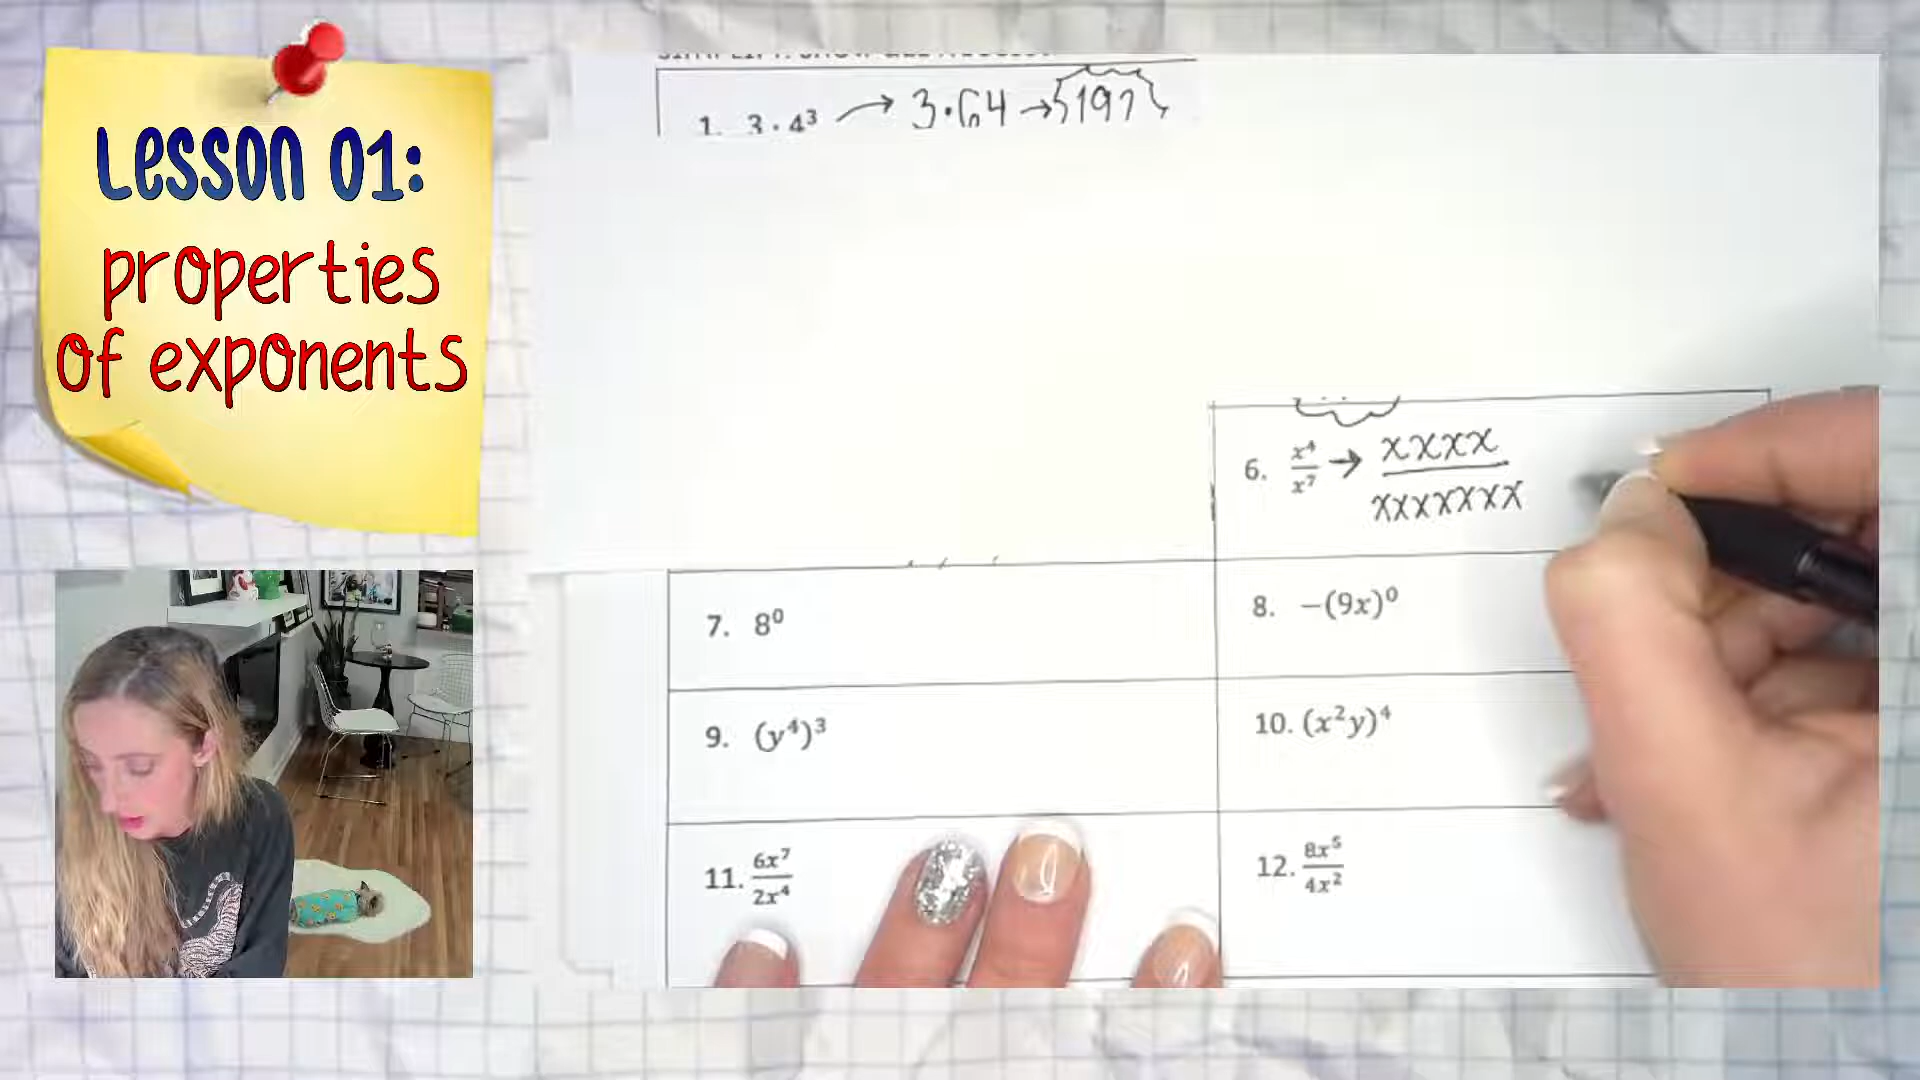 Lesson 01:
properties
of exponents
1. 3 · 4³ → 3·64 → 192
6. x⁴/x⁷ → xxxx/xxxxxxx
7. 8⁰
8. −(9x)⁰
9. (y⁴)³
10. (x²y)⁴
11. 6x⁷/2x⁴
12. 8x⁵/4x²